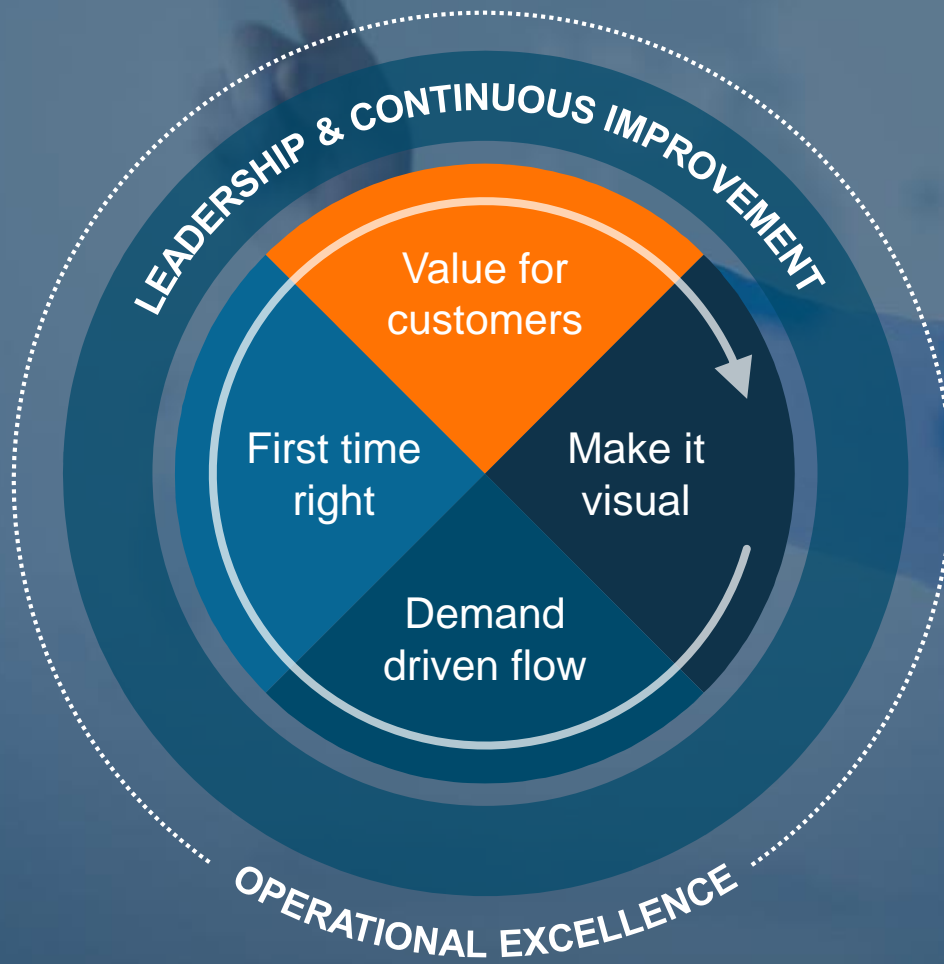 LEADERSHIP & CONTINUOUS IMPROVEMENT
Value for
customers
First time
right
Make it
visual
Demand
driven flow
OPERATIONAL EXCELLENCE